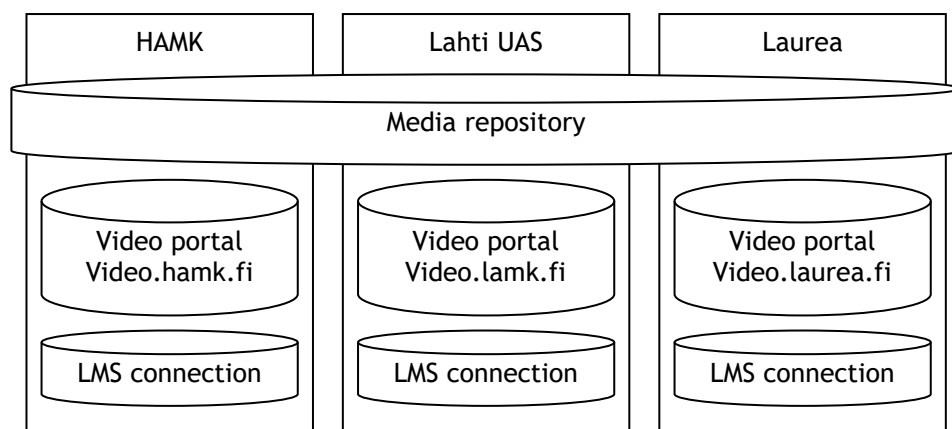 HAMK
Lahti UAS
Laurea
Media repository
Video portal
Video.hamk.fi
Video portal
Video.lamk.fi
Video portal
Video.laurea.fi
LMS connection
LMS connection
LMS connection